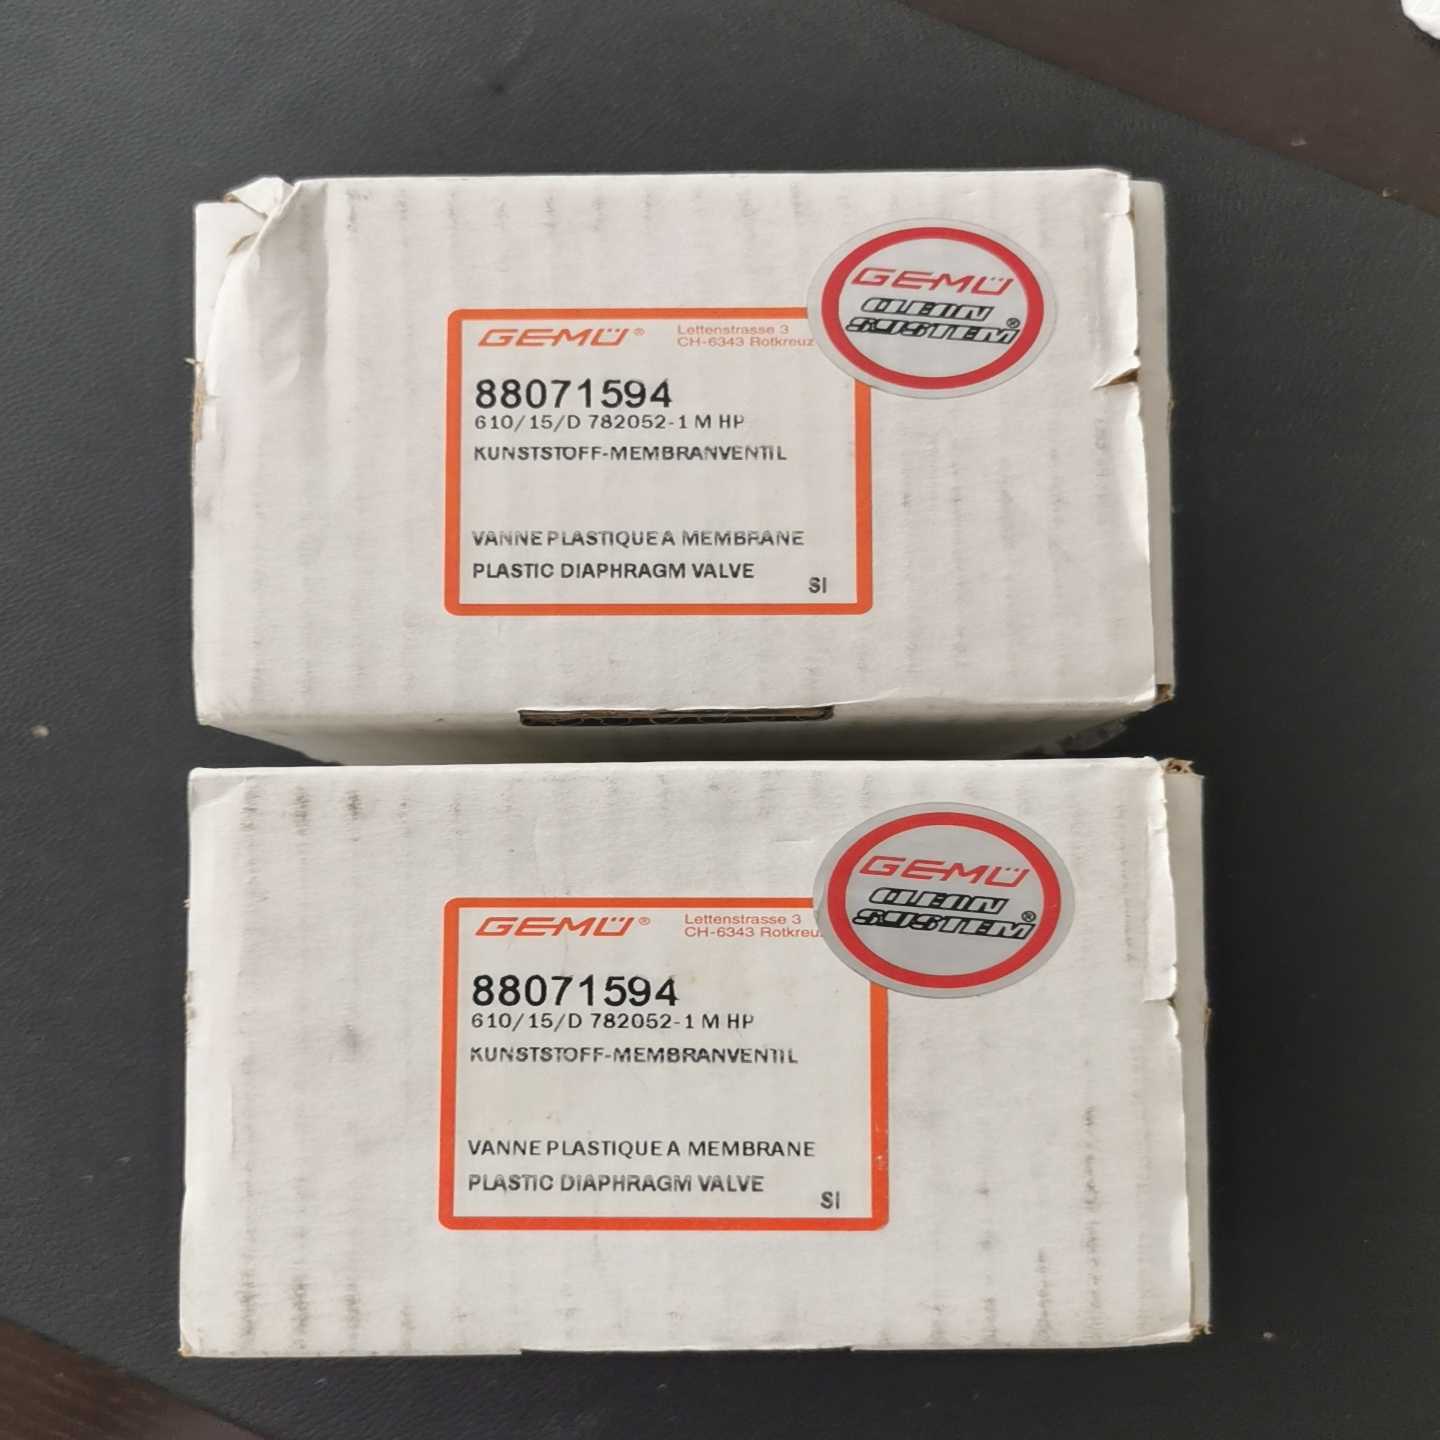 GEMÜ® Lettenstrasse 3
CH-6343 Rotkreuz
88071594
610/15/D 782052-1 M HP
KUNSTSTOFF-MEMBRANVENTIL
VANNE PLASTIQUE A MEMBRANE
PLASTIC DIAPHRAGM VALVE
SI
GEMÜ
CLEAN
SYSTEM®
GEMÜ® Lettenstrasse 3
CH-6343 Rotkreuz
88071594
610/15/D 782052-1 M HP
KUNSTSTOFF-MEMBRANVENTIL
VANNE PLASTIQUE A MEMBRANE
PLASTIC DIAPHRAGM VALVE
SI
GEMÜ
CLEAN
SYSTEM®